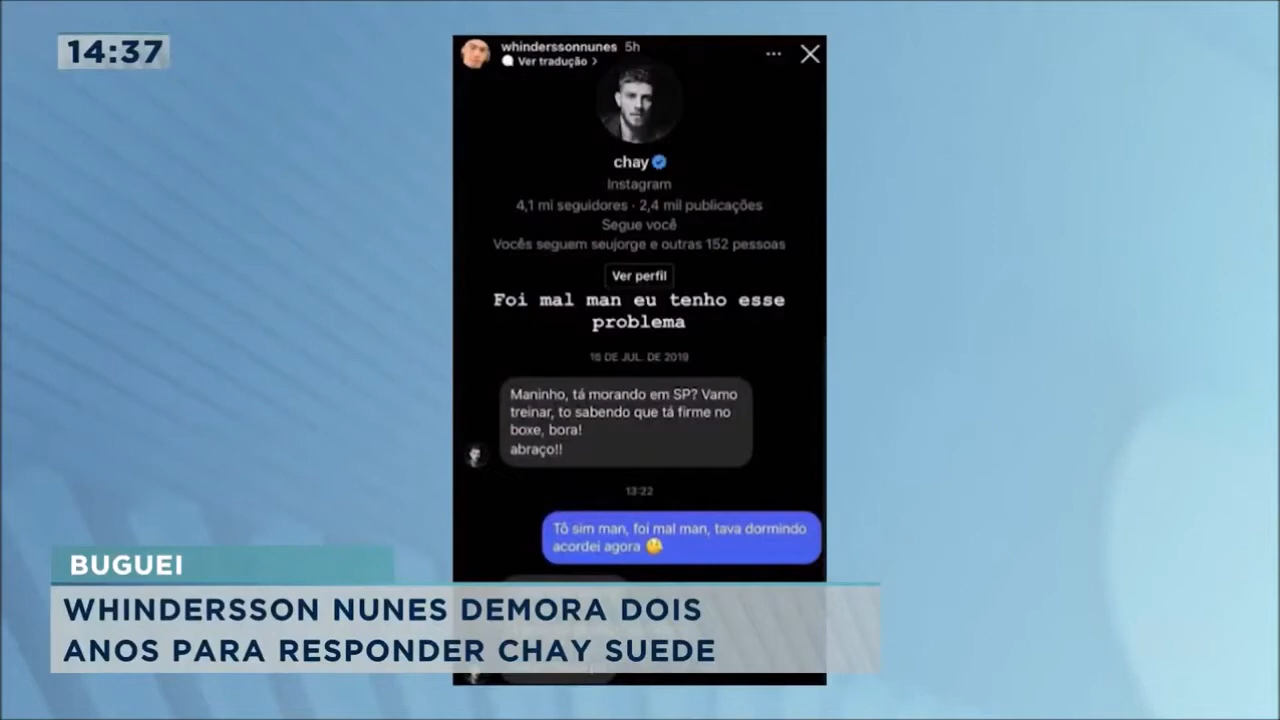 14:37
whinderssonnunes 5h
Ver tradução >
chay
Instagram
4,1 mi seguidores · 2,4 mil publicações
Segue você
Vocês seguem seujorge e outras 152 pessoas
Ver perfil
Foi mal man eu tenho esse
problema
16 DE JUL. DE 2019
Maninho, tá morando em SP? Vamo
treinar, to sabendo que tá firme no
boxe, bora!
abraço!!
13:22
Tô sim man, foi mal man, tava dormindo
acordei agora
BUGUEI
WHINDERSSON NUNES DEMORA DOIS
ANOS PARA RESPONDER CHAY SUEDE